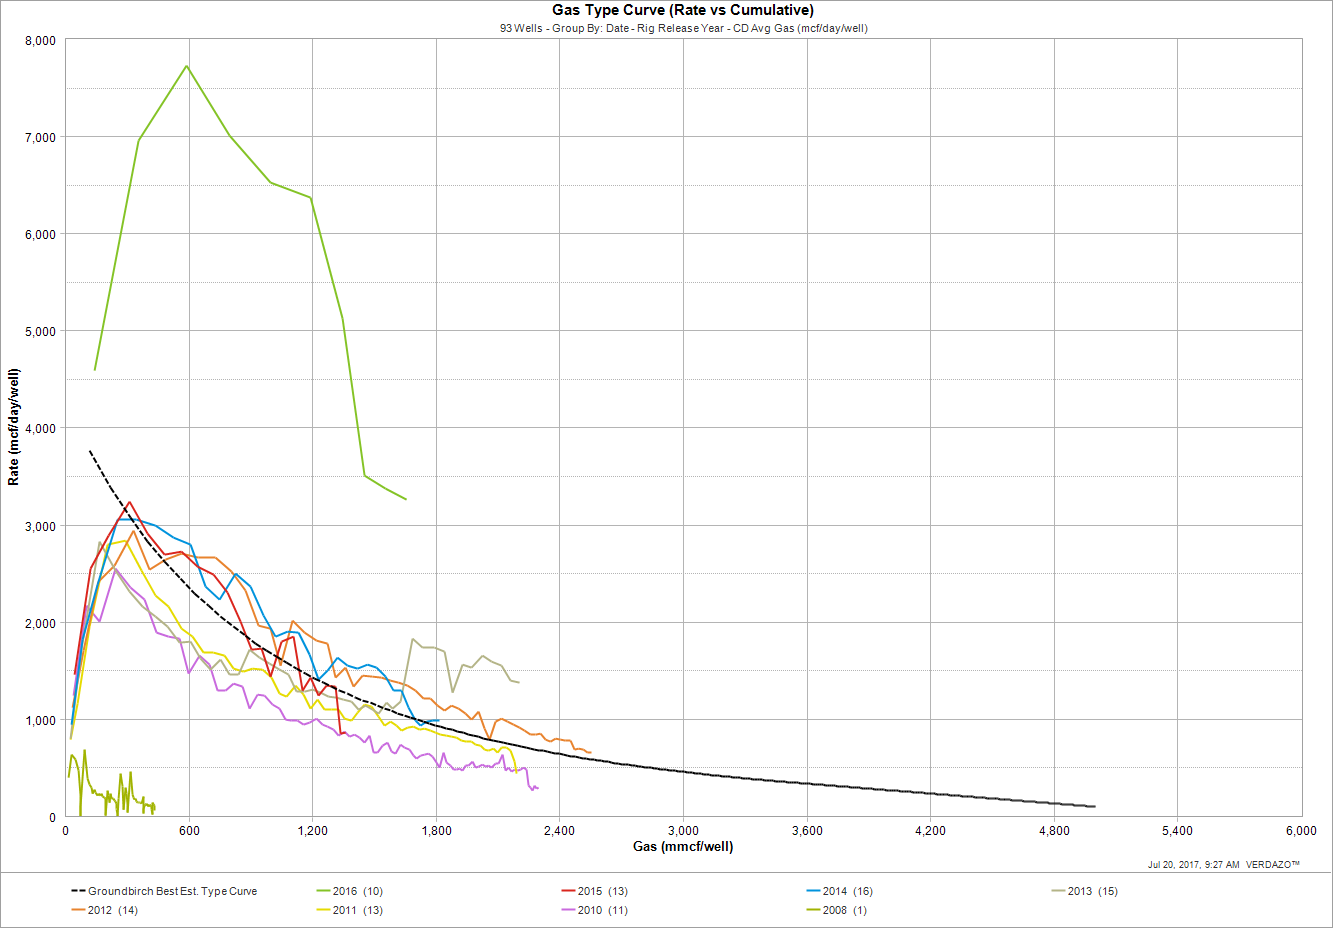 Gas Type Curve (Rate vs Cumulative)
93 Wells - Group By: Date - Rig Release Year - CD Avg Gas (mcf/day/well)
8,000
7,000
6,000
5,000
4,000
3,000
2,000
1,000
0
Rate (mcf/day/well)
0 600 1,200 1,800 2,400 3,000 3,600 4,200 4,800 5,400 6,000
Gas (mmcf/well)
Jul 20, 2017, 9:27 AM VERDAZO™
Groundbirch Best Est. Type Curve 2016 (10) 2015 (13) 2014 (16) 2013 (15)
2012 (14) 2011 (13) 2010 (11) 2008 (1)